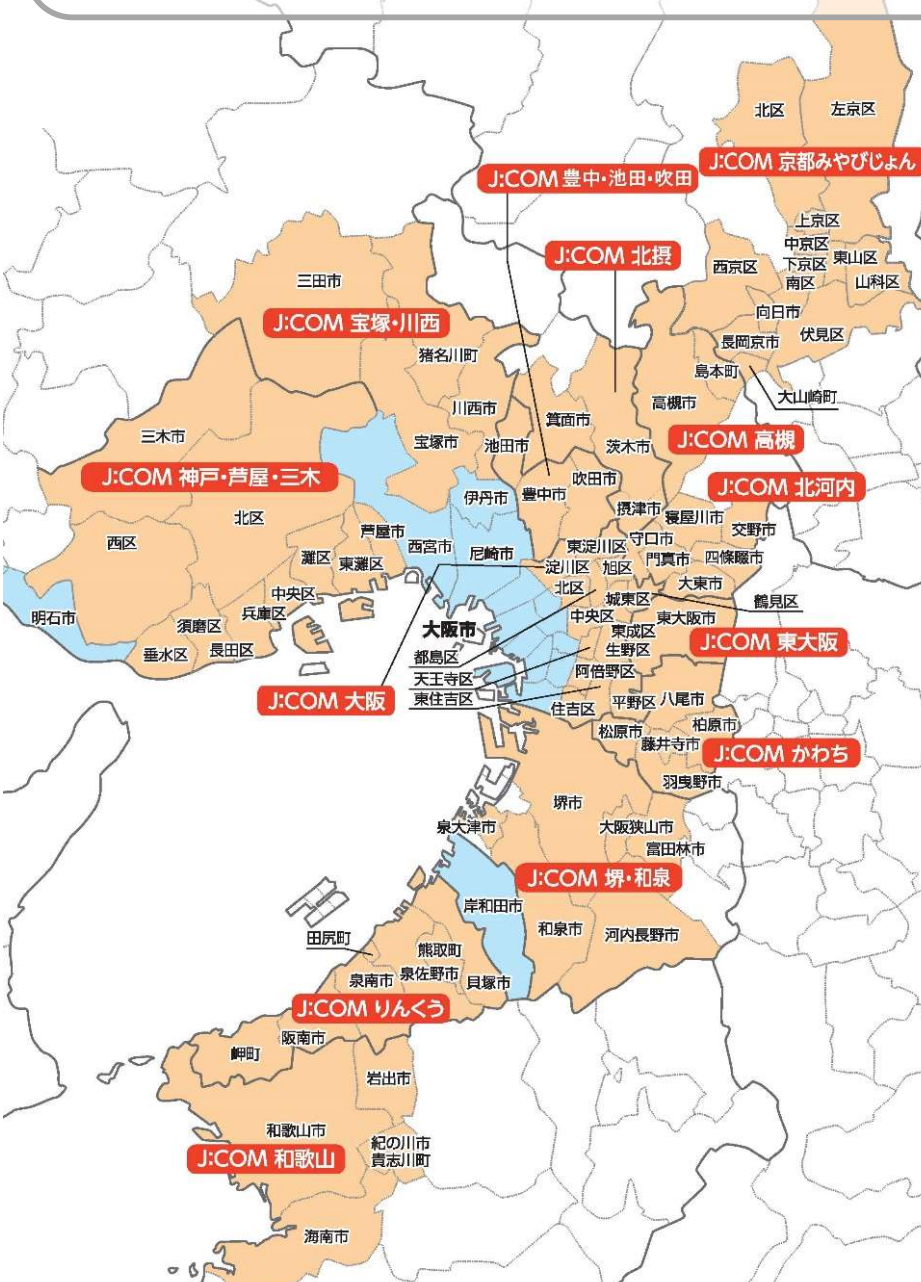 北区
左京区
J:COM 京都みやびじょん
J:COM 豊中・池田・吹田
上京区
中京区
東山区
J:COM 北摂
西京区
下京区
南区
山科区
三田市
向日市
伏見区
J:COM 宝塚・川西
長岡京市
猪名川町
島本町
大山崎町
川西市
箕面市
高槻市
三木市
宝塚市
池田市
茨木市
J:COM 高槻
J:COM 神戸・芦屋・三木
吹田市
豊中市
J:COM 北河内
伊丹市
摂津市
寝屋川市
北区
交野市
芦屋市
西宮市
尼崎市
東淀川区
守口市
西区
灘区
東灘区
淀川区
旭区
門真市
四條畷市
北区
大東市
中央区
城東区
鶴見区
明石市
須磨区
兵庫区
大阪市
中央区
東大阪市
垂水区
長田区
都島区
東成区
生野区
J:COM 東大阪
天王寺区
阿倍野区
J:COM 大阪
東住吉区
住吉区
平野区
八尾市
松原市
柏原市
藤井寺市
J:COM かわち
羽曳野市
堺市
泉大津市
大阪狭山市
富田林市
J:COM 堺・和泉
岸和田市
和泉市
河内長野市
田尻町
熊取町
泉南市
泉佐野市
貝塚市
J:COM りんくう
阪南市
岬町
岩出市
和歌山市
紀の川市
貴志川町
J:COM 和歌山
海南市